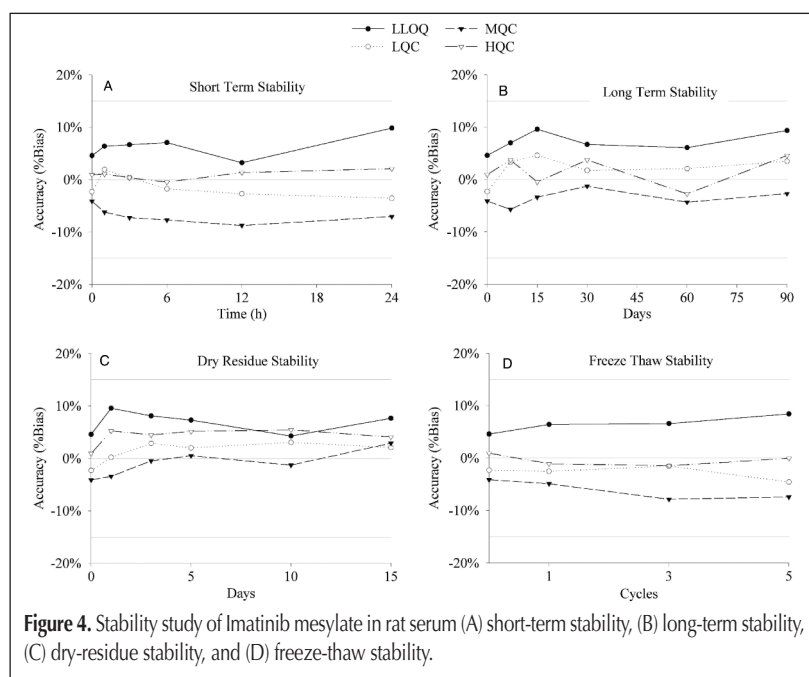 LLOQ MQC
LQC HQC
A
Short Term Stability
20%
10%
0%
-10%
-20%
Accuracy (%Bias)
0 6 12 18 24
Time (h)
B
Long Term Stability
20%
10%
0%
-10%
-20%
Accuracy (%Bias)
0 15 30 45 60 75 90
Days
C
Dry Residue Stability
20%
10%
0%
-10%
-20%
Accuracy (%Bias)
0 5 10 15
Days
D
Freeze Thaw Stability
20%
10%
0%
-10%
-20%
Accuracy (%Bias)
1 3 5
Cycles
Figure 4. Stability study of Imatinib mesylate in rat serum (A) short-term stability, (B) long-term stability,
(C) dry-residue stability, and (D) freeze-thaw stability.